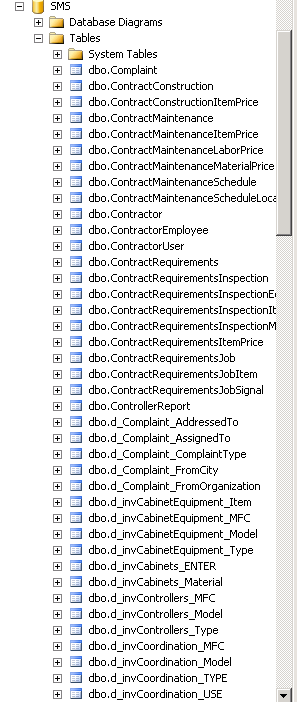 SMS
Database Diagrams
Tables
System Tables
dbo.Complaint
dbo.ContractConstruction
dbo.ContractConstructionItemPrice
dbo.ContractMaintenance
dbo.ContractMaintenanceItemPrice
dbo.ContractMaintenanceLaborPrice
dbo.ContractMaintenanceMaterialPrice
dbo.ContractMaintenanceSchedule
dbo.ContractMaintenanceScheduleLoca
dbo.Contractor
dbo.ContractorEmployee
dbo.ContractorUser
dbo.ContractRequirements
dbo.ContractRequirementsInspection
dbo.ContractRequirementsInspectionEq
dbo.ContractRequirementsInspectionIt
dbo.ContractRequirementsInspectionM
dbo.ContractRequirementsItemPrice
dbo.ContractRequirementsJob
dbo.ContractRequirementsJobItem
dbo.ContractRequirementsJobSignal
dbo.ControllerReport
dbo.d_Complaint_AddressedTo
dbo.d_Complaint_AssignedTo
dbo.d_Complaint_ComplaintType
dbo.d_Complaint_FromCity
dbo.d_Complaint_FromOrganization
dbo.d_invCabinetEquipment_Item
dbo.d_invCabinetEquipment_MFC
dbo.d_invCabinetEquipment_Model
dbo.d_invCabinetEquipment_Type
dbo.d_invCabinets_ENTER
dbo.d_invCabinets_Material
dbo.d_invControllers_MFC
dbo.d_invControllers_Model
dbo.d_invControllers_Type
dbo.d_invCoordination_MFC
dbo.d_invCoordination_Model
dbo.d_invCoordination_TYPE
dbo.d_invCoordination_USE